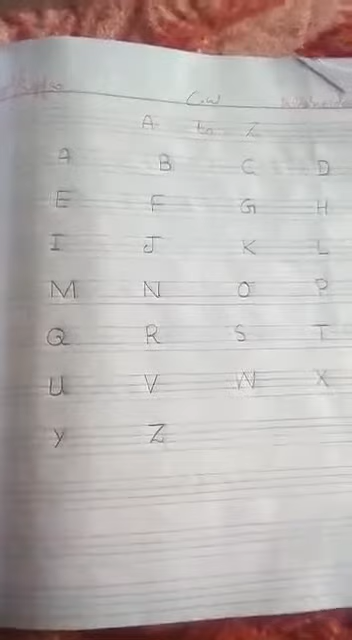 C.W
A to Z
A B C D
E F G H
I J K L
M N O P
Q R S T
U V W X
y Z